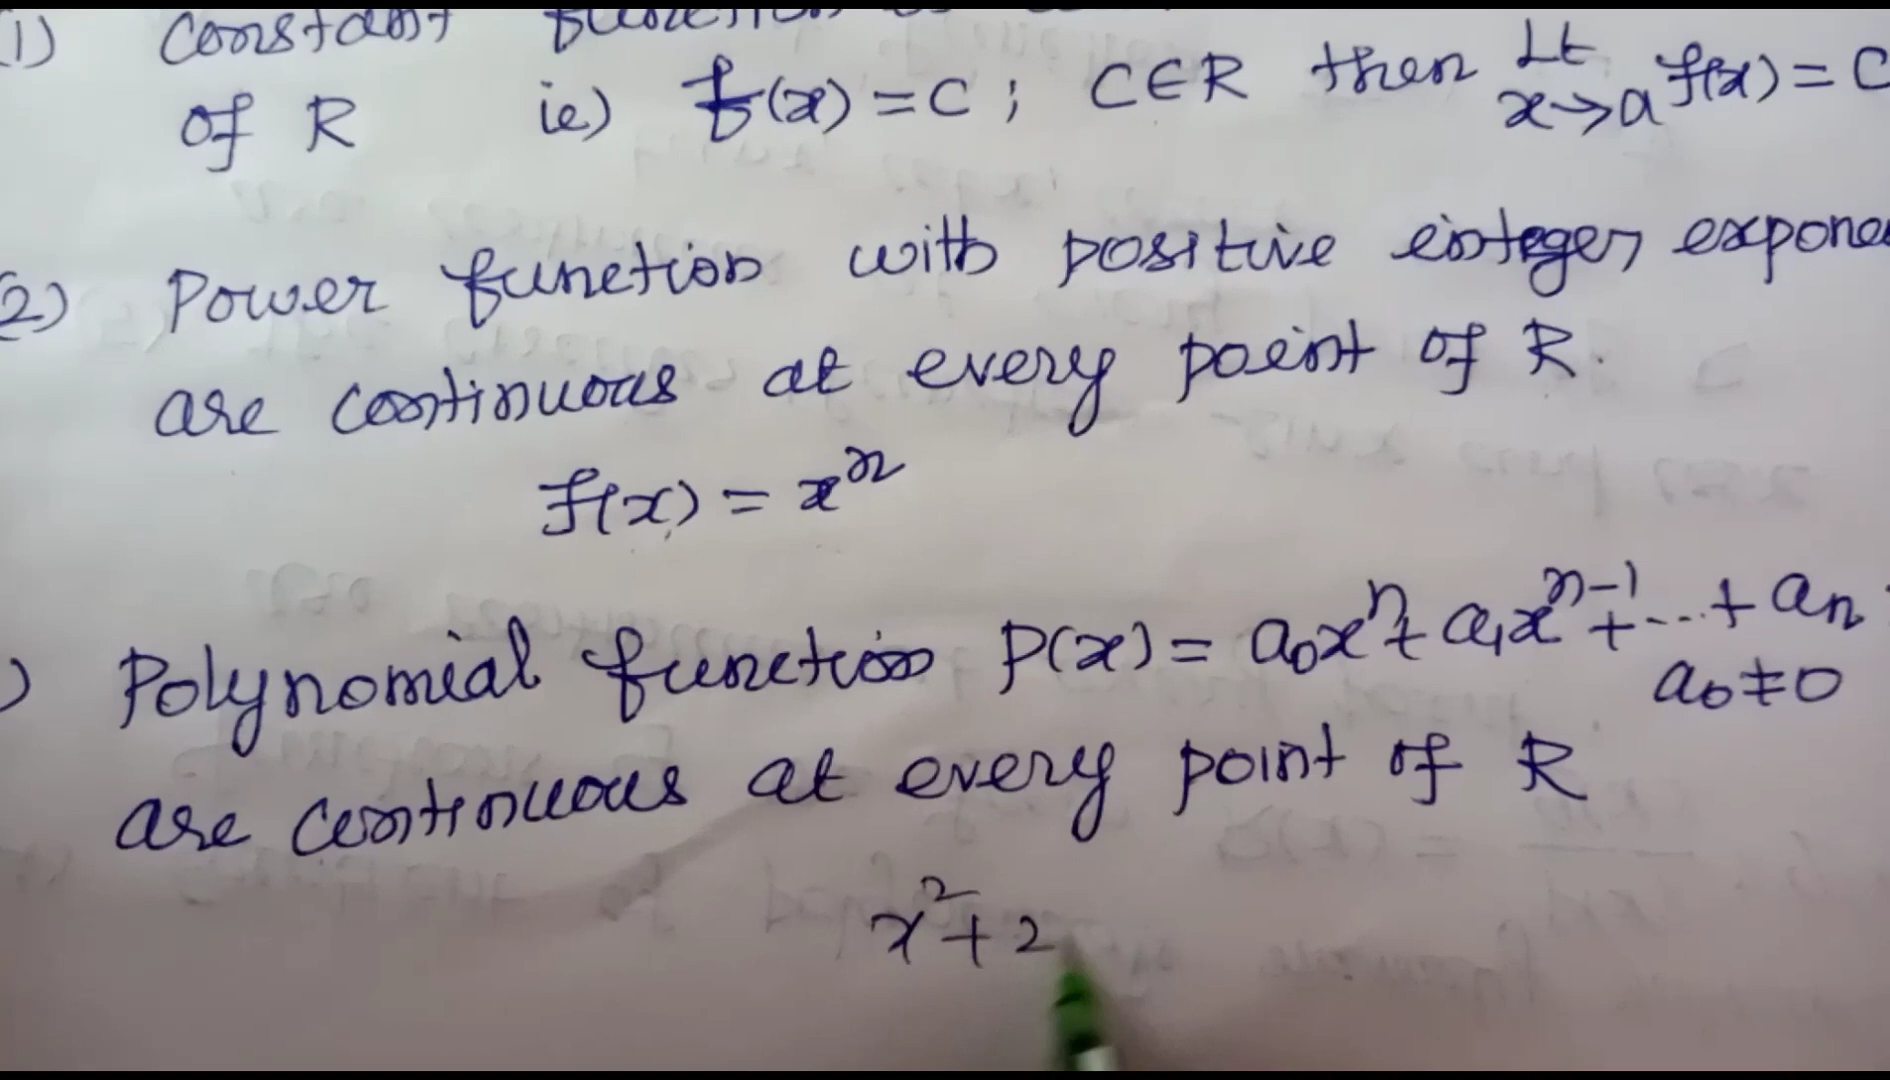 1) Constant function
of R ie) f(x) = C ; C∈R then Lt x→a f(x) = C
(2) Power function with positive integer
are continuous at every point of R.
f(x) = xⁿ
) Polynomial function P(x) = a₀xⁿ + a₁xⁿ⁻¹ + ... + aₙ
a₀ ≠ 0
are continuous at every point of R
x² + 2